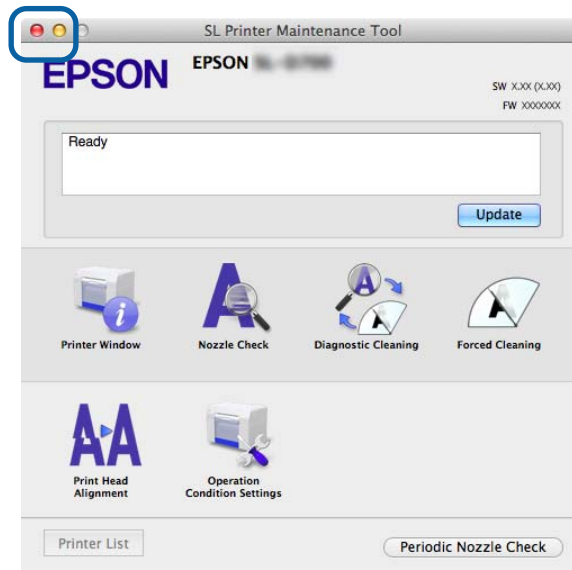 SL Printer Maintenance Tool
EPSON
EPSON
SW X.XX (X.XX)
FW XXXXXXX
Ready
Update
Printer Window
Nozzle Check
Diagnostic Cleaning
Forced Cleaning
Print Head
Alignment
Operation
Condition Settings
Printer List
Periodic Nozzle Check